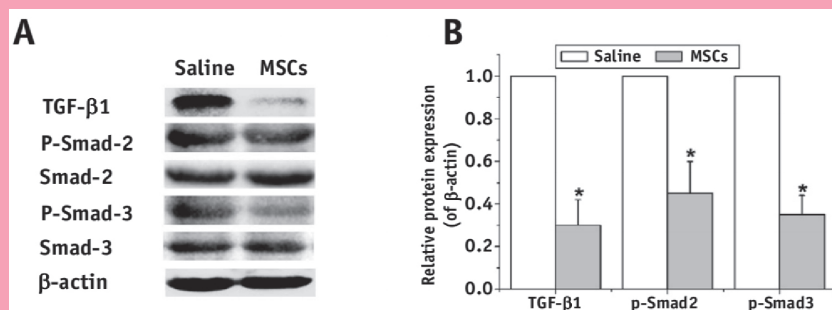 A
Saline MSCs
TGF-β1
P-Smad-2
Smad-2
P-Smad-3
Smad-3
β-actin
B
Saline MSCs
Relative protein expression
(of β-actin)
1.0
0.8
0.6
0.4
0.2
0.0
* * *
TGF-β1 p-Smad2 p-Smad3